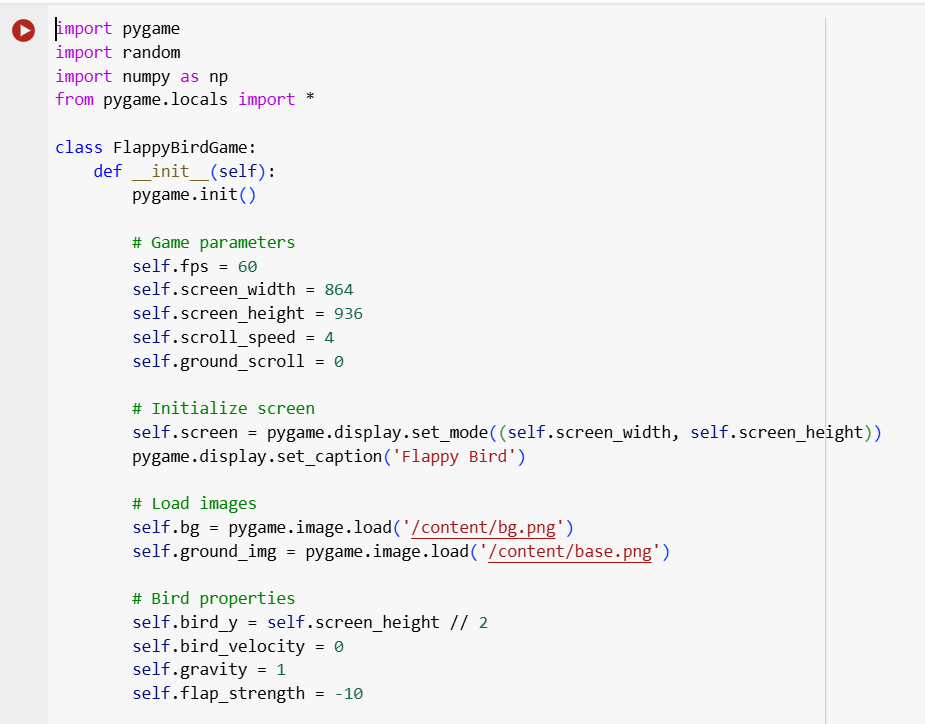 import pygame
import random
import numpy as np
from pygame.locals import *

class FlappyBirdGame:
    def __init__(self):
        pygame.init()

        # Game parameters
        self.fps = 60
        self.screen_width = 864
        self.screen_height = 936
        self.scroll_speed = 4
        self.ground_scroll = 0

        # Initialize screen
        self.screen = pygame.display.set_mode((self.screen_width, self.screen_height))
        pygame.display.set_caption('Flappy Bird')

        # Load images
        self.bg = pygame.image.load('/content/bg.png')
        self.ground_img = pygame.image.load('/content/base.png')

        # Bird properties
        self.bird_y = self.screen_height // 2
        self.bird_velocity = 0
        self.gravity = 1
        self.flap_strength = -10